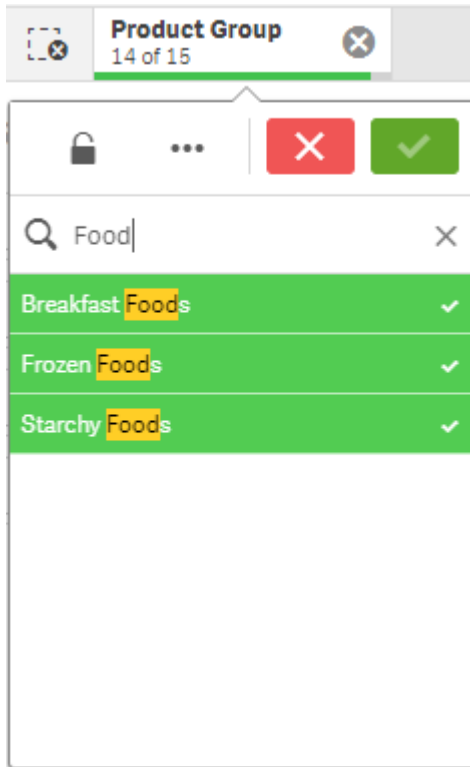 Product Group
14 of 15
Food
Breakfast Foods
Frozen Foods
Starchy Foods